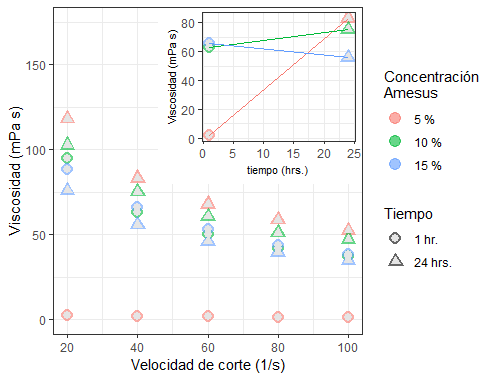 80
60
40
20
0
Viscosidad (mPa s)
0
5
10
15
20
25
tiempo (hrs.)
150
100
50
0
Viscosidad (mPa s)
20
40
60
80
100
Velocidad de corte (1/s)
Concentración
Amesus
5 %
10 %
15 %
Tiempo
1 hr.
24 hrs.